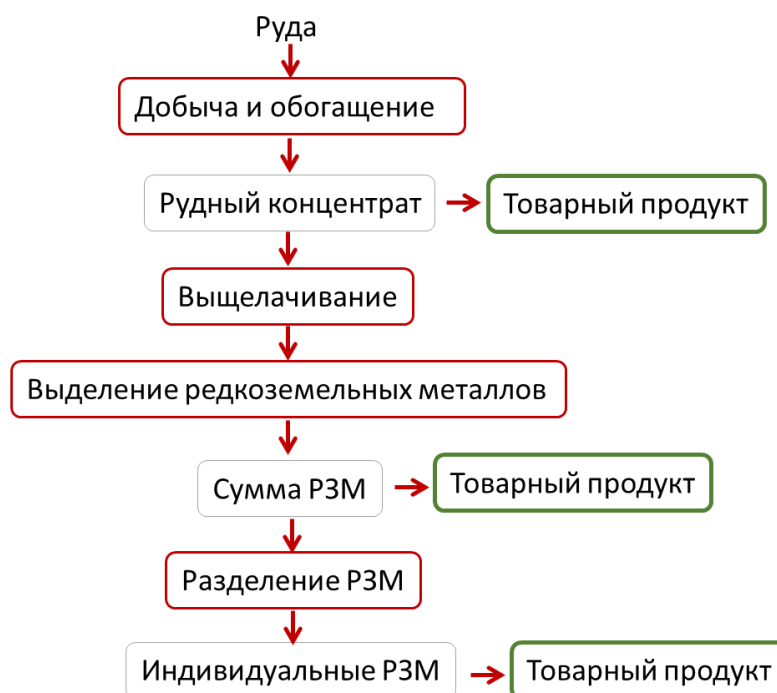 Руда
Добыча и обогащение
Рудный концентрат
Товарный продукт
Выщелачивание
Выделение редкоземельных металлов
Сумма РЗМ
Товарный продукт
Разделение РЗМ
Индивидуальные РЗМ
Товарный продукт